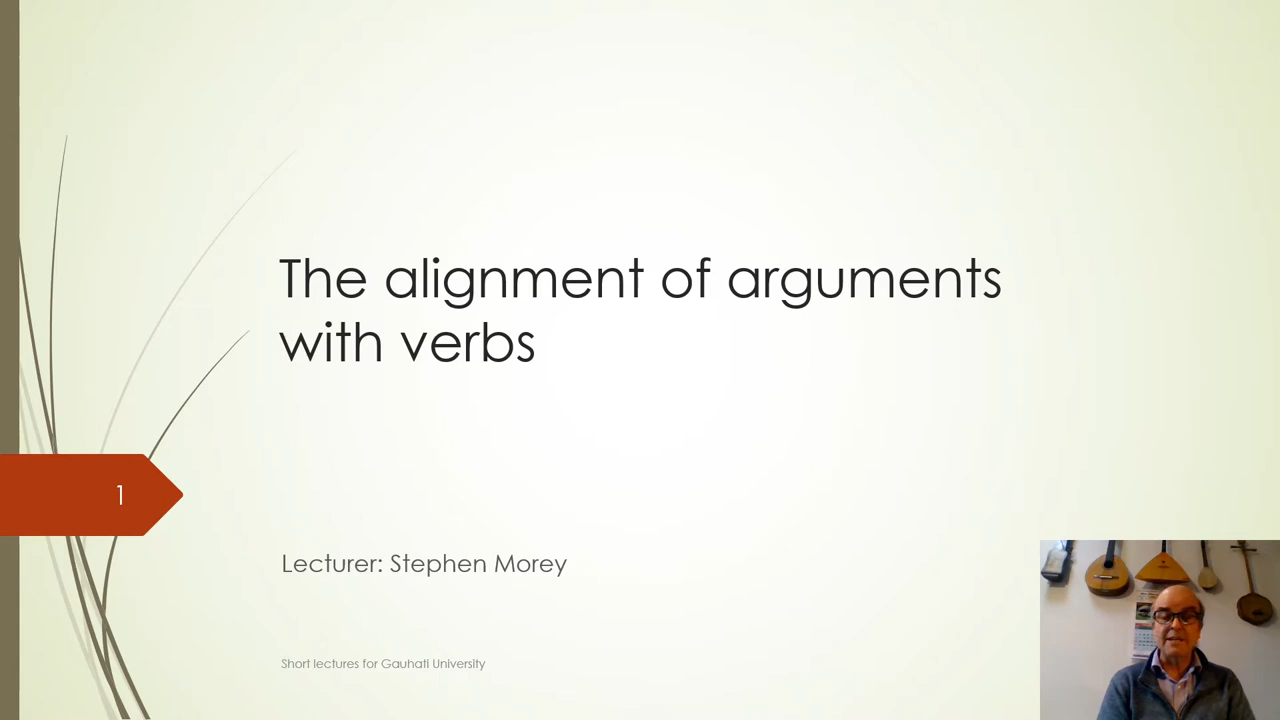 The alignment of arguments
with verbs
1
Lecturer: Stephen Morey
Short lectures for Gauhati University